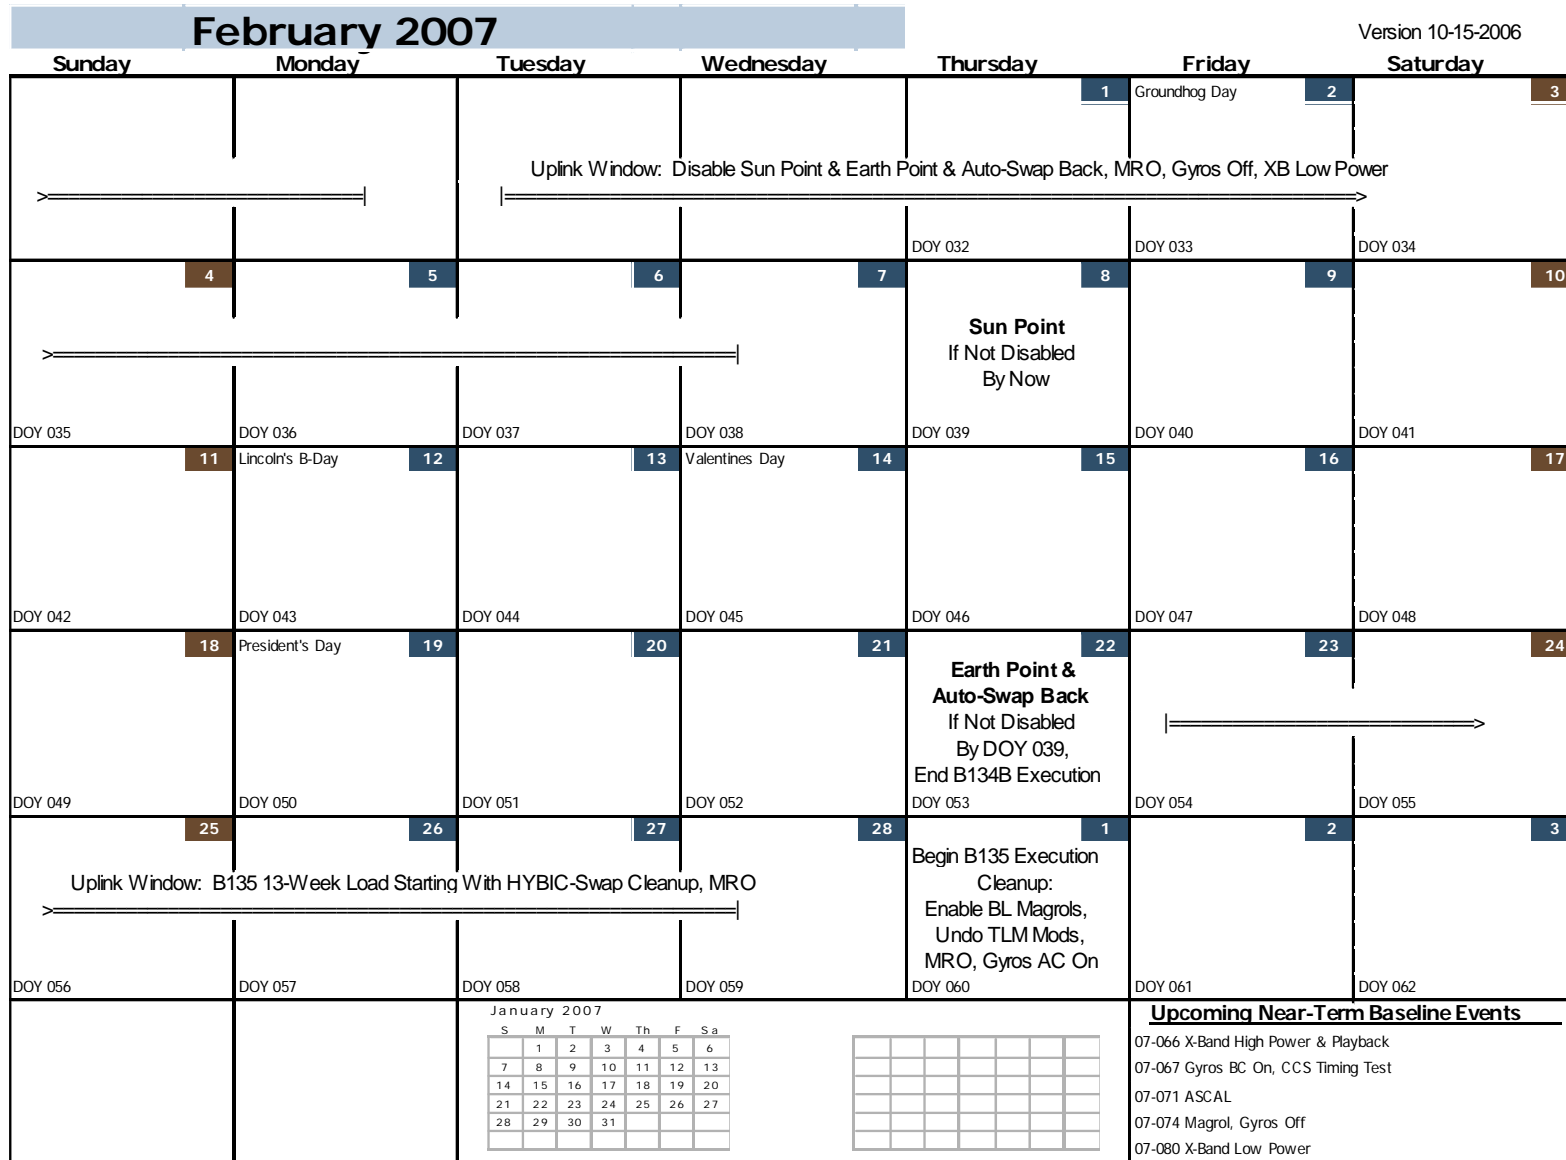 February 2007
Version 10-15-2006
Sunday Monday Tuesday Wednesday Thursday Friday Saturday
1 Groundhog Day 2 3
Uplink Window: Disable Sun Point & Earth Point & Auto-Swap Back, MRO, Gyros Off, XB Low Power
>==============================| |==================================================================================>
DOY 032 DOY 033 DOY 034
4 5 6 7 8 9 10
Sun Point
If Not Disabled
By Now
>=================================================================|
DOY 035 DOY 036 DOY 037 DOY 038 DOY 039 DOY 040 DOY 041
11 Lincoln's B-Day 12 13 Valentines Day 14 15 16 17
DOY 042 DOY 043 DOY 044 DOY 045 DOY 046 DOY 047 DOY 048
18 President's Day 19 20 21 22 23 24
Earth Point &
Auto-Swap Back
If Not Disabled
By DOY 039,
End B134B Execution
|=============================>
DOY 049 DOY 050 DOY 051 DOY 052 DOY 053 DOY 054 DOY 055
25 26 27 28 1 2 3
Uplink Window: B135 13-Week Load Starting With HYBIC-Swap Cleanup, MRO
>=================================================================|
Begin B135 Execution
Cleanup:
Enable BL Magrols,
Undo TLM Mods,
MRO, Gyros AC On
DOY 056 DOY 057 DOY 058 DOY 059 DOY 060 DOY 061 DOY 062
January 2007
S M T W Th F Sa
1 2 3 4 5 6
7 8 9 10 11 12 13
14 15 16 17 18 19 20
21 22 23 24 25 26 27
28 29 30 31
Upcoming Near-Term Baseline Events
07-066 X-Band High Power & Playback
07-067 Gyros BC On, CCS Timing Test
07-071 ASCAL
07-074 Magrol, Gyros Off
07-080 X-Band Low Power